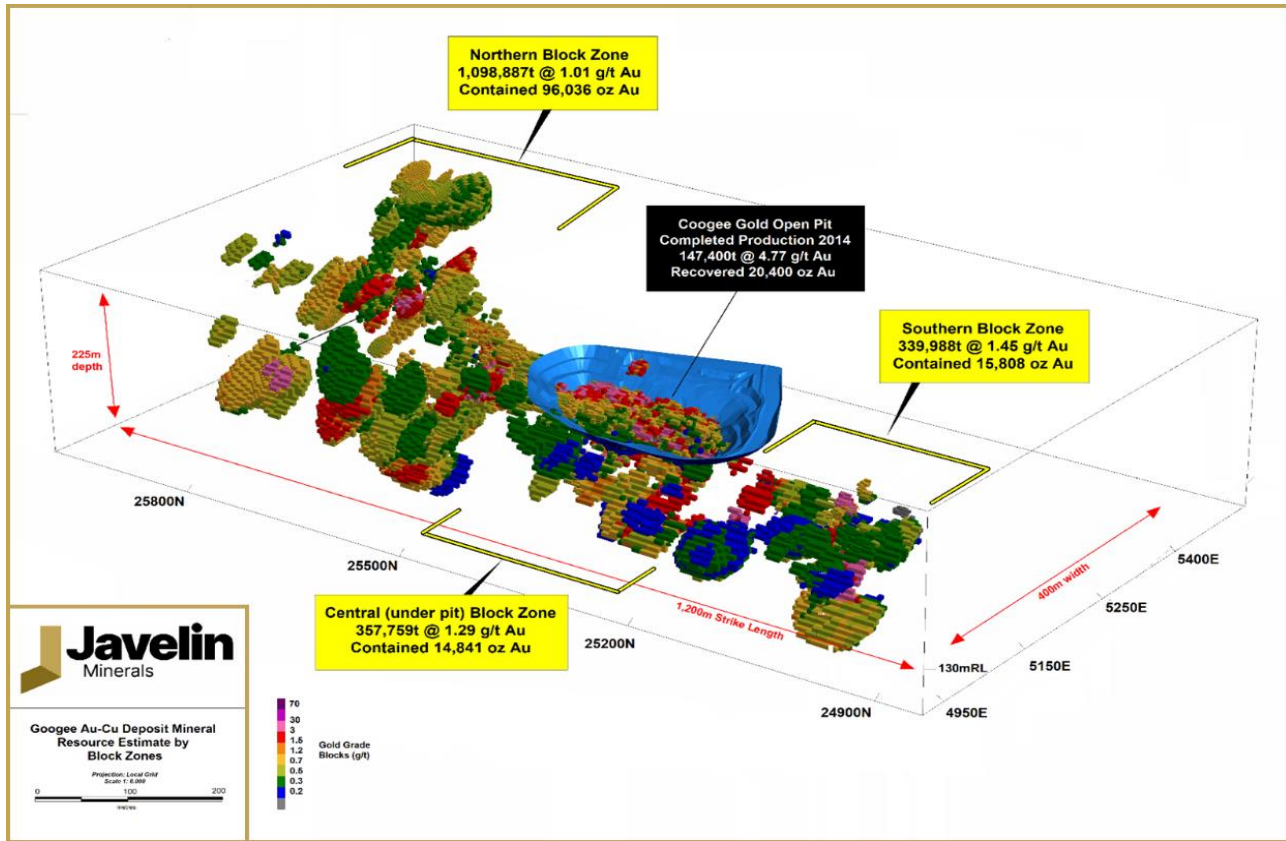 Northern Block Zone
1,098,887t @ 1.01 g/t Au
Contained 96,036 oz Au
Coogee Gold Open Pit
Completed Production 2014
147,400t @ 4.77 g/t Au
Recovered 20,400 oz Au
Southern Block Zone
339,988t @ 1.45 g/t Au
Contained 15,808 oz Au
225m
depth
25800N
25500N
25200N
24900N
1,200m Strike Length
400m width
5400E
5250E
5150E
4950E
130mRL
Central (under pit) Block Zone
357,759t @ 1.29 g/t Au
Contained 14,841 oz Au
Javelin
Minerals
Googee Au-Cu Deposit Mineral
Resource Estimate by
Block Zones
Projection: Local Grid
Scale 1: 6.000
0 100 200
metres
70
30
3
1.5
1.2
0.7
0.5
0.3
0.2
Gold Grade
Blocks (g/t)